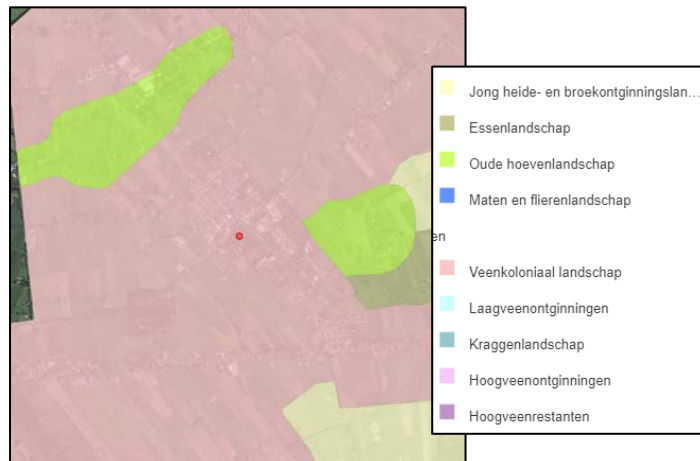 Jong heide- en broekontginningslan...
Essenlandschap
Oude hoevenlandschap
Maten en flierenlandschap
en
Veenkoloniaal landschap
Laagveenontginningen
Kraggenlandschap
Hoogveenontginningen
Hoogveenrestanten